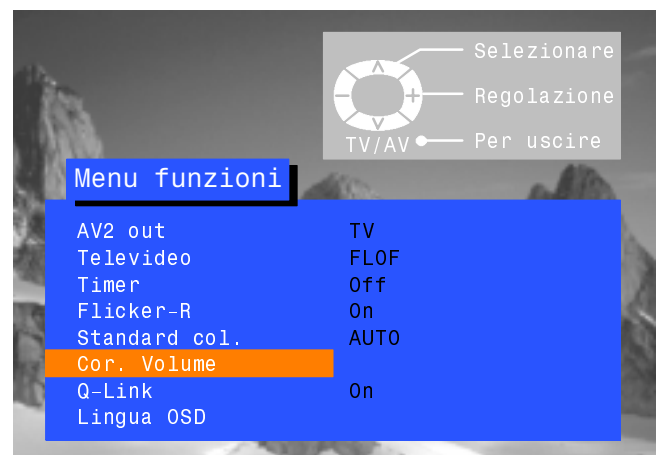 Selezionare
Regolazione
TV/AV Per uscire
Menu funzioni
AV2 out TV
Televideo FLOF
Timer Off
Flicker-R On
Standard col. AUTO
Cor. Volume
Q-Link On
Lingua OSD